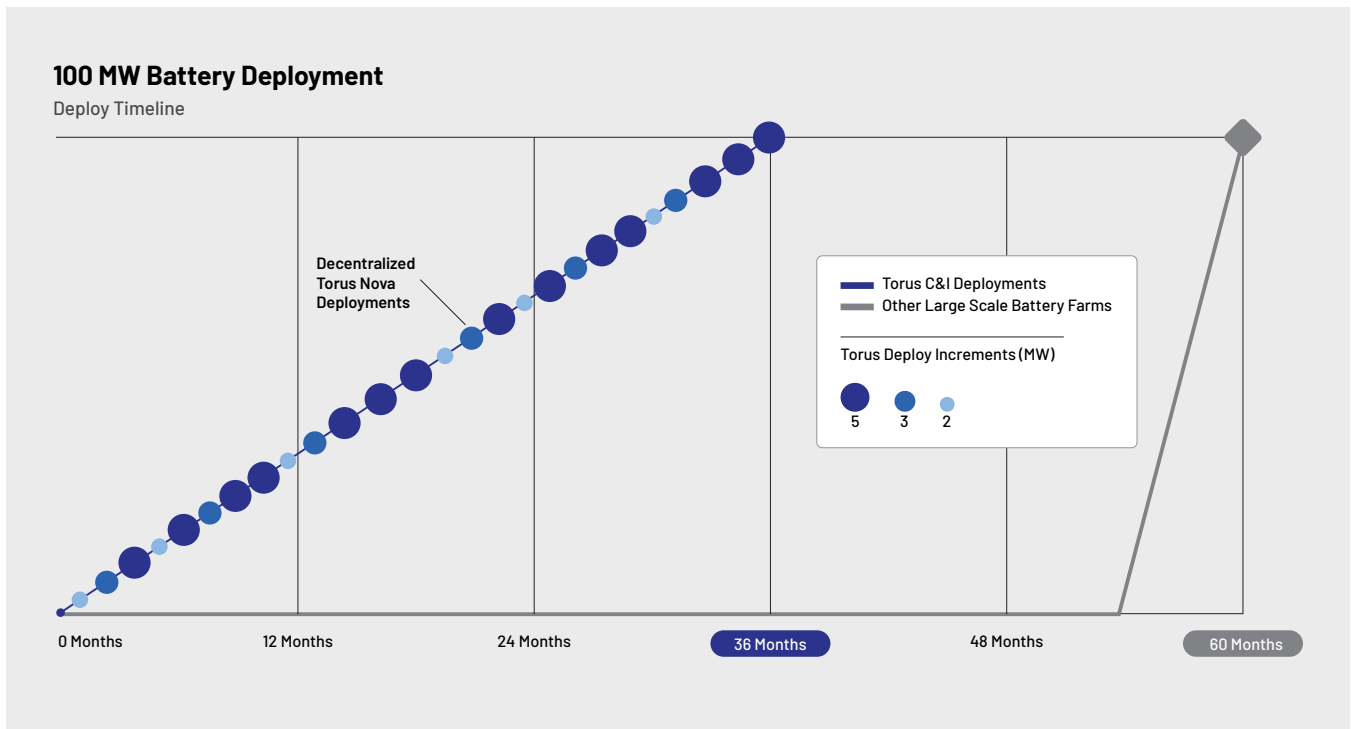 100 MW Battery Deployment
Deploy Timeline
Decentralized
Torus Nova
Deployments
Torus C&I Deployments
Other Large Scale Battery Farms
Torus Deploy Increments (MW)
5 3 2
0 Months 12 Months 24 Months 36 Months 48 Months 60 Months